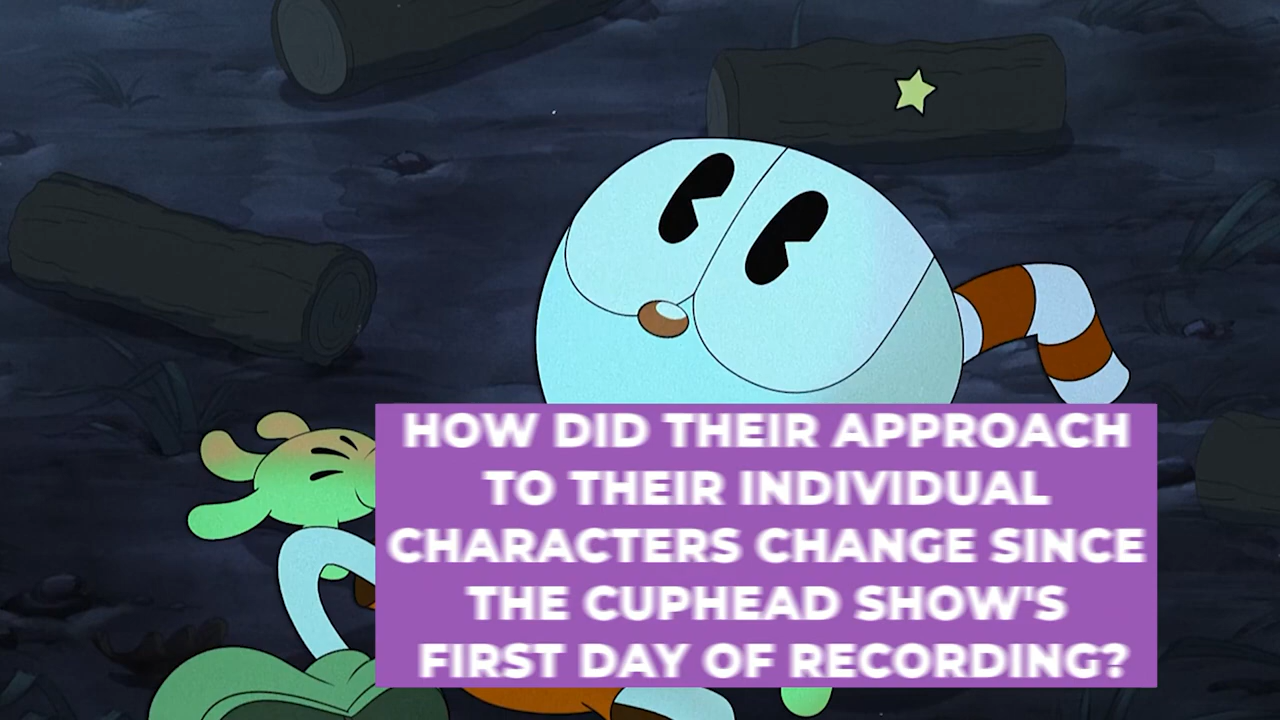 HOW DID THEIR APPROACH
TO THEIR INDIVIDUAL
CHARACTERS CHANGE SINCE
THE CUPHEAD SHOW'S
FIRST DAY OF RECORDING?